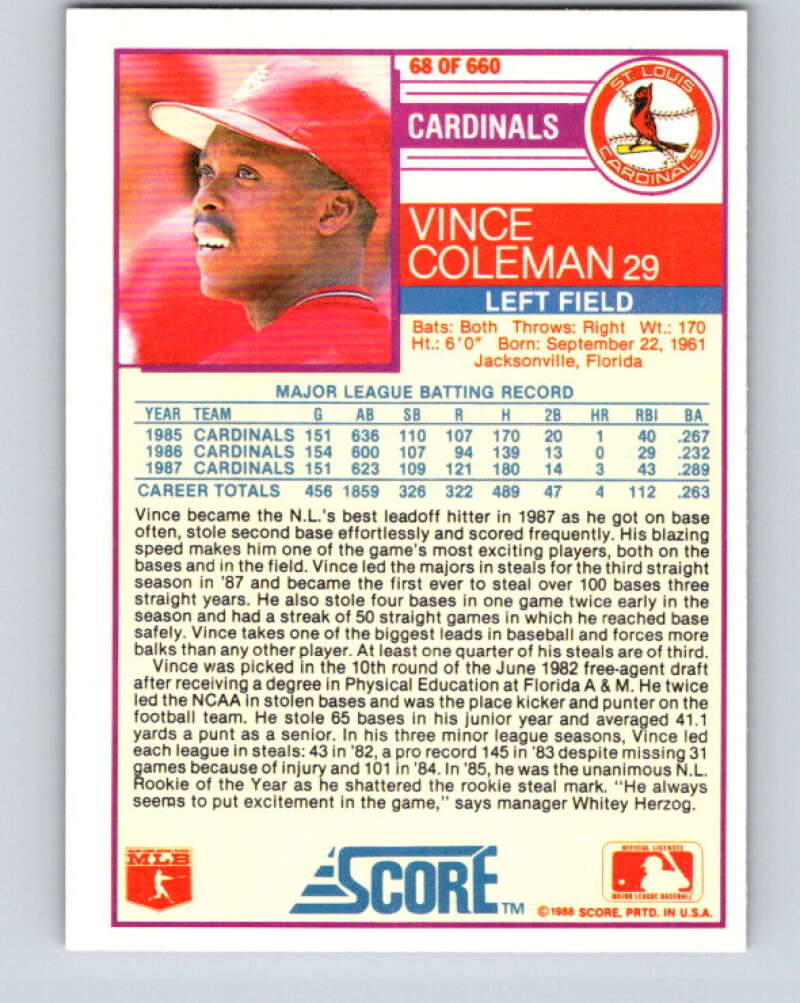 68 OF 660
ST. LOUIS
CARDINALS
CARDINALS
VINCE
COLEMAN 29
LEFT FIELD
Bats: Both Throws: Right Wt.: 170
Ht.: 6'0" Born: September 22, 1961
Jacksonville, Florida
MAJOR LEAGUE BATTING RECORD
YEAR TEAM G AB SB R H 2B HR RBI BA
1985 CARDINALS 151 636 110 107 170 20 1 40 .267
1986 CARDINALS 154 600 107 94 139 13 0 29 .232
1987 CARDINALS 151 623 109 121 180 14 3 43 .289
CAREER TOTALS 456 1859 326 322 489 47 4 112 .263
Vince became the N.L.'s best leadoff hitter in 1987 as he got on base
often, stole second base effortlessly and scored frequently. His blazing
speed makes him one of the game's most exciting players, both on the
bases and in the field. Vince led the majors in steals for the third straight
season in '87 and became the first ever to steal over 100 bases three
straight years. He also stole four bases in one game twice early in the
season and had a streak of 50 straight games in which he reached base
safely. Vince takes one of the biggest leads in baseball and forces more
balks than any other player. At least one quarter of his steals are of third.
Vince was picked in the 10th round of the June 1982 free-agent draft
after receiving a degree in Physical Education at Florida A & M. He twice
led the NCAA in stolen bases and was the place kicker and punter on the
football team. He stole 65 bases in his junior year and averaged 41.1
yards a punt as a senior. In his three minor league seasons, Vince led
each league in steals: 43 in '82, a pro record 145 in '83 despite missing 31
games because of injury and 101 in '84. In '85, he was the unanimous N.L.
Rookie of the Year as he shattered the rookie steal mark. "He always
seems to put excitement in the game," says manager Whitey Herzog.
MLB
SCORE TM
OFFICIAL LICENSEE
MAJOR LEAGUE BASEBALL
©1988 SCORE, PRTD. IN U.S.A.